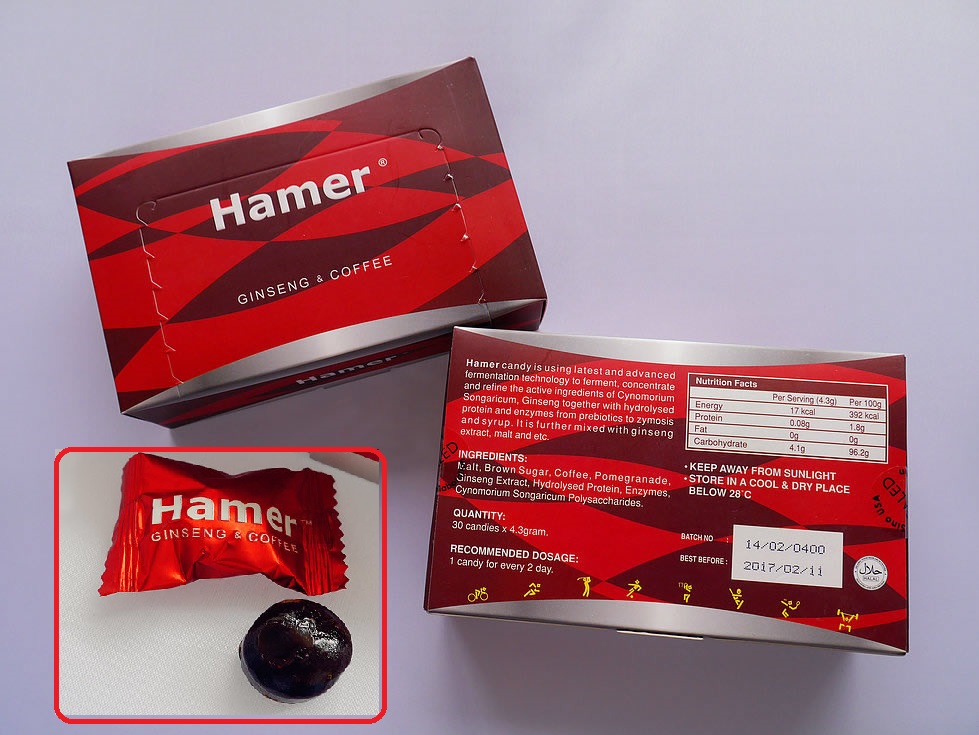 Hamer ®
GINSENG & COFFEE
Hamer
Hamer ™
GINSENG & COFFEE
Hamer candy is using latest and advanced
fermentation technology to ferment, concentrate
and refine the active ingredients of Cynomorium
Songaricum, Ginseng together with hydrolysed
protein and enzymes from prebiotics to zymosis
and syrup. It is further mixed with ginseng
extract, malt and etc.
INGREDIENTS:
Malt, Brown Sugar, Coffee, Pomegranade,
Ginseng Extract, Hydrolysed Protein, Enzymes,
Cynomorium Songaricum Polysaccharides.
QUANTITY:
30 candies x 4.3gram.
RECOMMENDED DOSAGE:
1 candy for every 2 day.
Nutrition Facts
Per Serving (4.3g) Per 100g
Energy 17 kcal 392 kcal
Protein 0.08g 1.8g
Fat 0g 0g
Carbohydrate 4.1g 96.2g
• KEEP AWAY FROM SUNLIGHT
• STORE IN A COOL & DRY PLACE
BELOW 28°C
BATCH NO : 14/02/0400
BEST BEFORE : 2017/02/11
حلال
HALAL